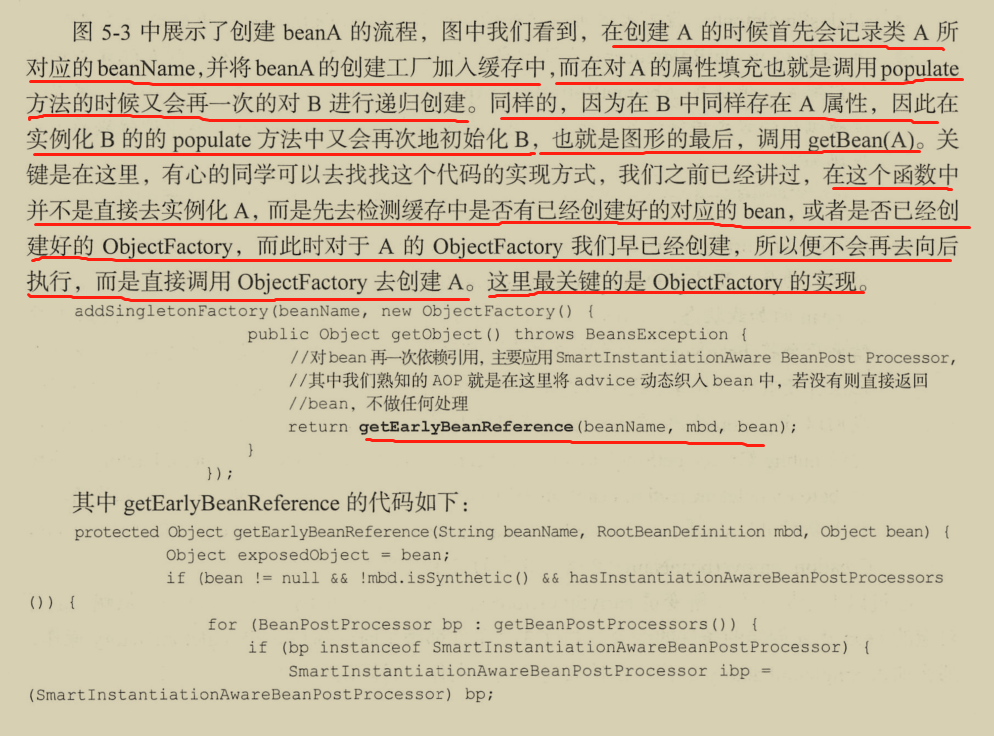 图 5-3 中展示了创建 beanA 的流程，图中我们看到，在创建 A 的时候首先会记录类 A 所
对应的 beanName，并将 beanA 的创建工厂加入缓存中，而在对 A 的属性填充也就是调用 populate
方法的时候又会再一次的对 B 进行递归创建。同样的，因为在 B 中同样存在 A 属性，因此在
实例化 B 的的 populate 方法中又会再次地初始化 B，也就是图形的最后，调用 getBean(A)。关
键是在这里，有心的同学可以去找找这个代码的实现方式，我们之前已经讲过，在这个函数中
并不是直接去实例化 A，而是先去检测缓存中是否有已经创建好的对应的 bean，或者是否已经创
建好的 ObjectFactory，而此时对于 A 的 ObjectFactory 我们早已经创建，所以便不会再去向后
执行，而是直接调用 ObjectFactory 去创建 A。这里最关键的是 ObjectFactory 的实现。
addSingletonFactory(beanName, new ObjectFactory() {
public Object getObject() throws BeansException {
//对 bean 再一次依赖引用，主要应用 SmartInstantiationAware BeanPost Processor,
//其中我们熟知的 AOP 就是在这里将 advice 动态织入 bean 中，若没有则直接返回
//bean，不做任何处理
return getEarlyBeanReference(beanName, mbd, bean);
}
});
其中 getEarlyBeanReference 的代码如下：
protected Object getEarlyBeanReference(String beanName, RootBeanDefinition mbd, Object bean) {
Object exposedObject = bean;
if (bean != null && !mbd.isSynthetic() && hasInstantiationAwareBeanPostProcessors
()) {
for (BeanPostProcessor bp : getBeanPostProcessors()) {
if (bp instanceof SmartInstantiationAwareBeanPostProcessor) {
SmartInstantiationAwareBeanPostProcessor ibp =
(SmartInstantiationAwareBeanPostProcessor) bp;